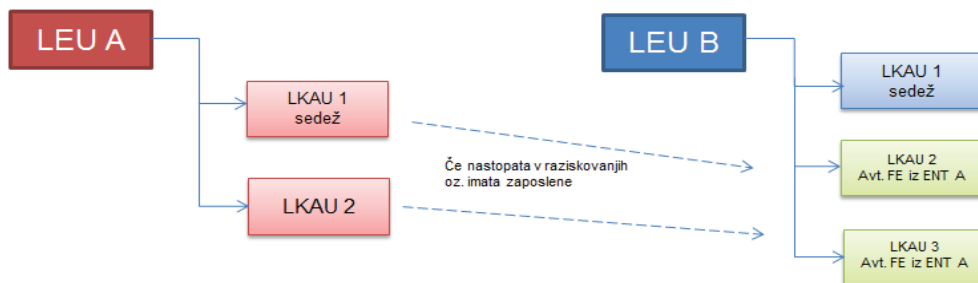 LEU A
LKAU 1
sedež
LKAU 2
Če nastopata v raziskovanjih
oz. imata zaposlene
LEU B
LKAU 1
sedež
LKAU 2
Avt. FE iz ENT A
LKAU 3
Avt. FE iz ENT A